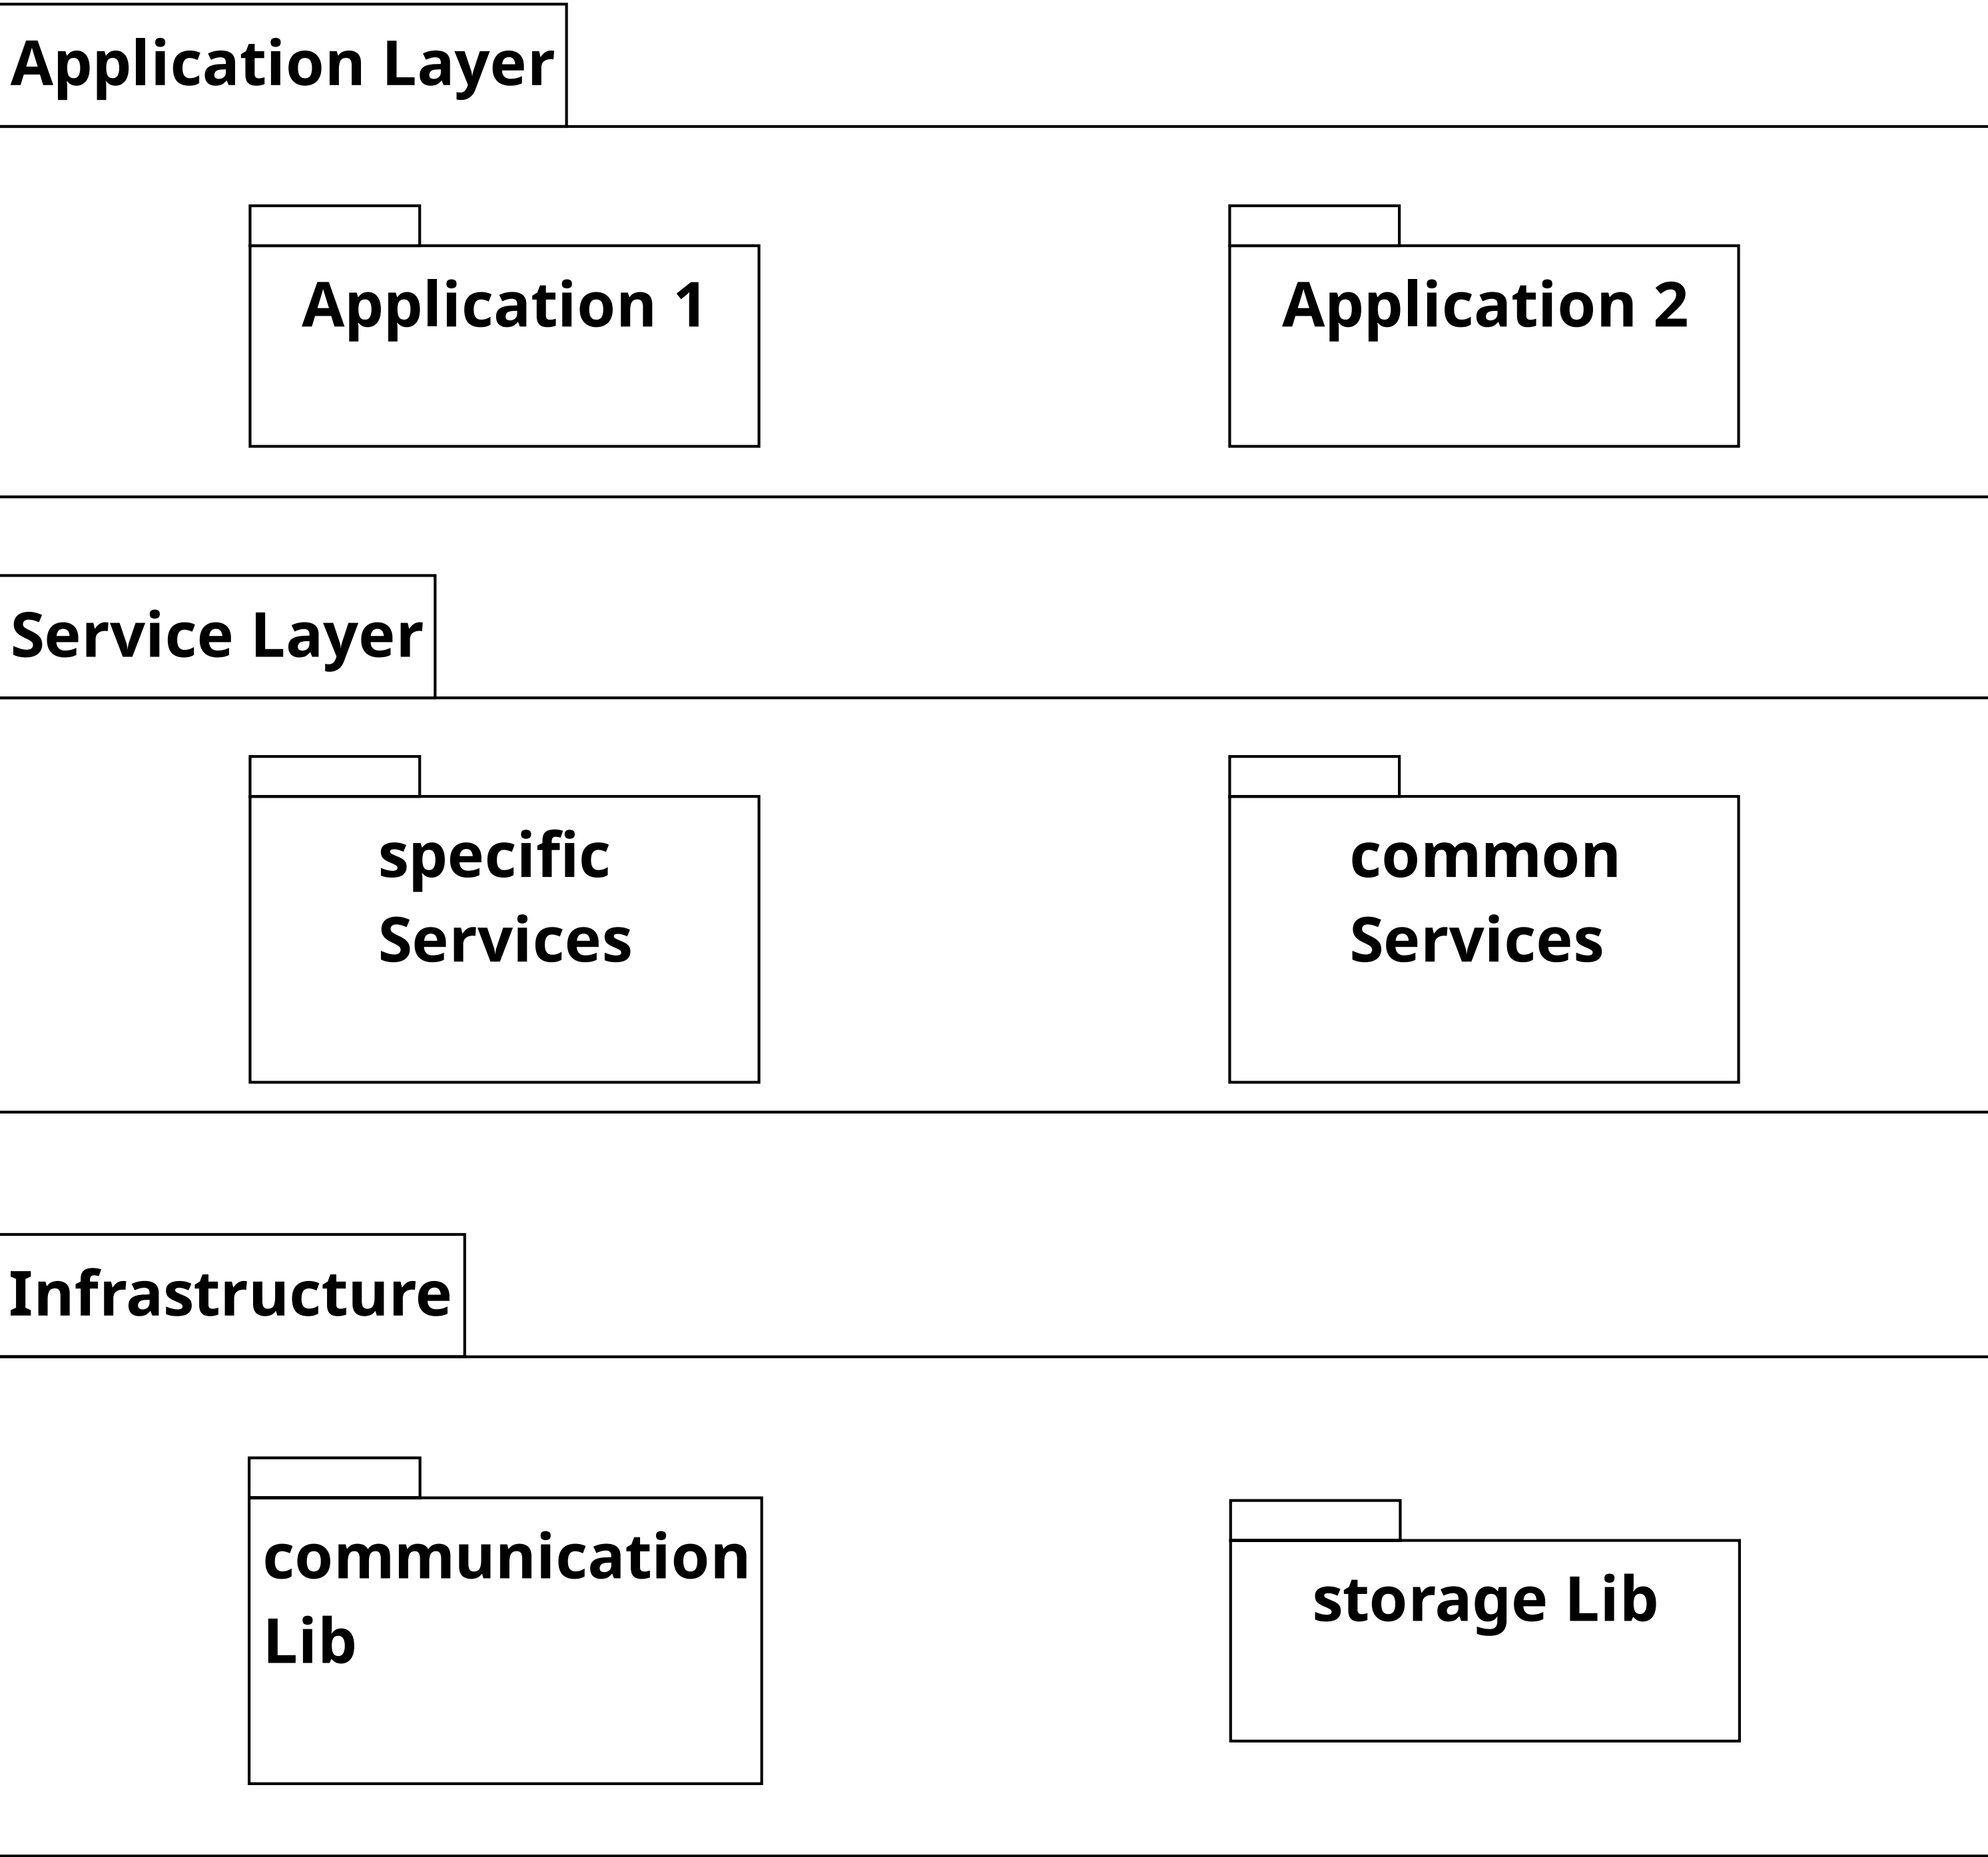 Application Layer
Application 1
Application 2
Service Layer
specific
Services
common
Services
Infrastructure
communication
Lib
storage Lib